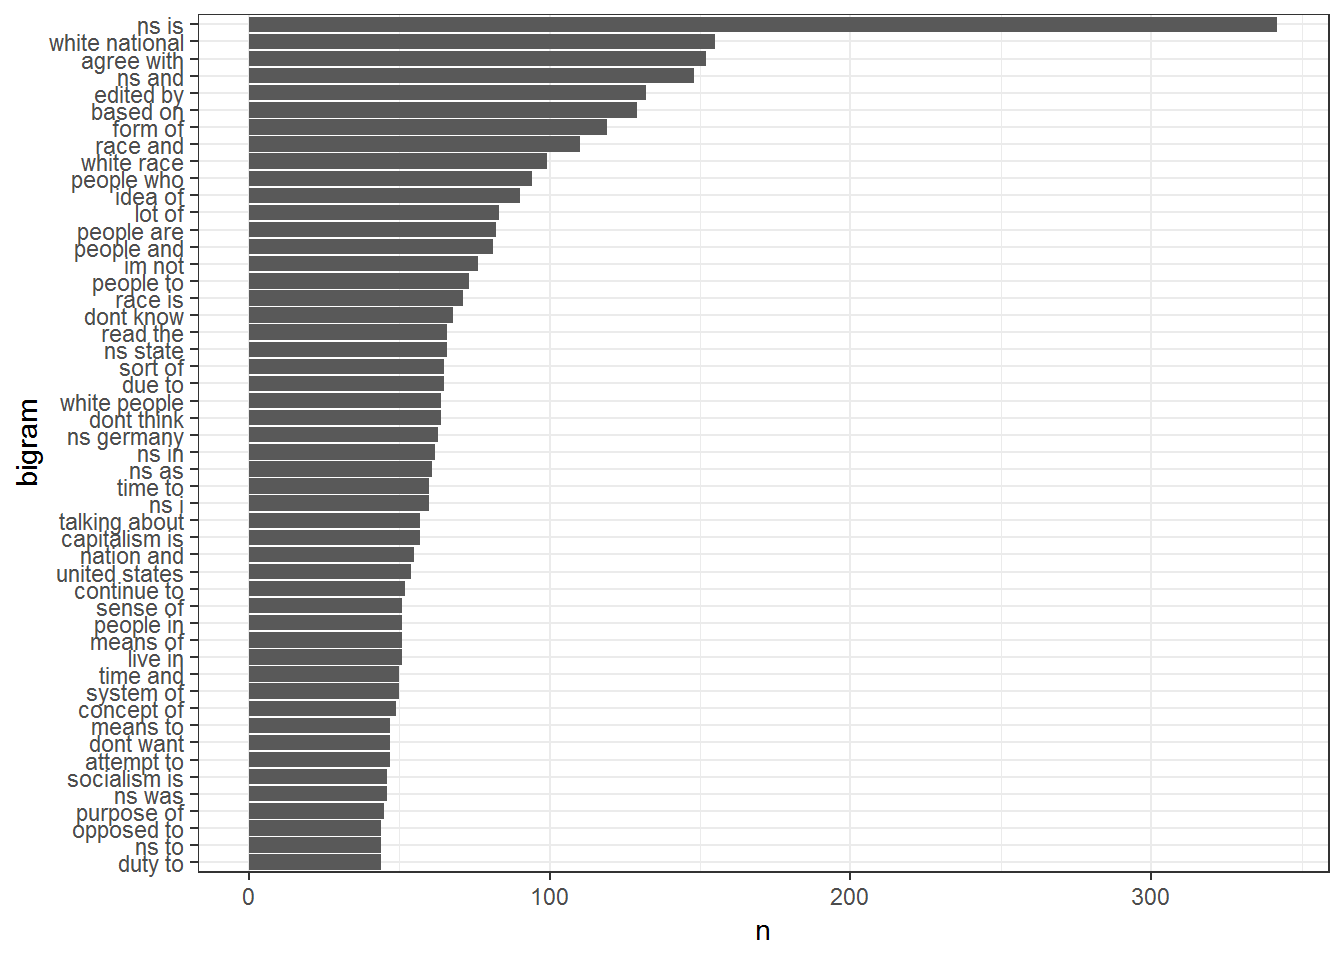 ns is
white national
agree with
ns and
edited by
based on
form of
race and
white race
people who
idea of
lot of
people are
people and
im not
people to
race is
dont know
read the
ns state
sort of
due to
white people
dont think
ns germany
ns in
ns as
time to
ns i
talking about
capitalism is
nation and
united states
continue to
sense of
people in
means of
live in
time and
system of
concept of
means to
dont want
attempt to
socialism is
ns was
purpose of
opposed to
ns to
duty to
bigram
0 100 200 300
n